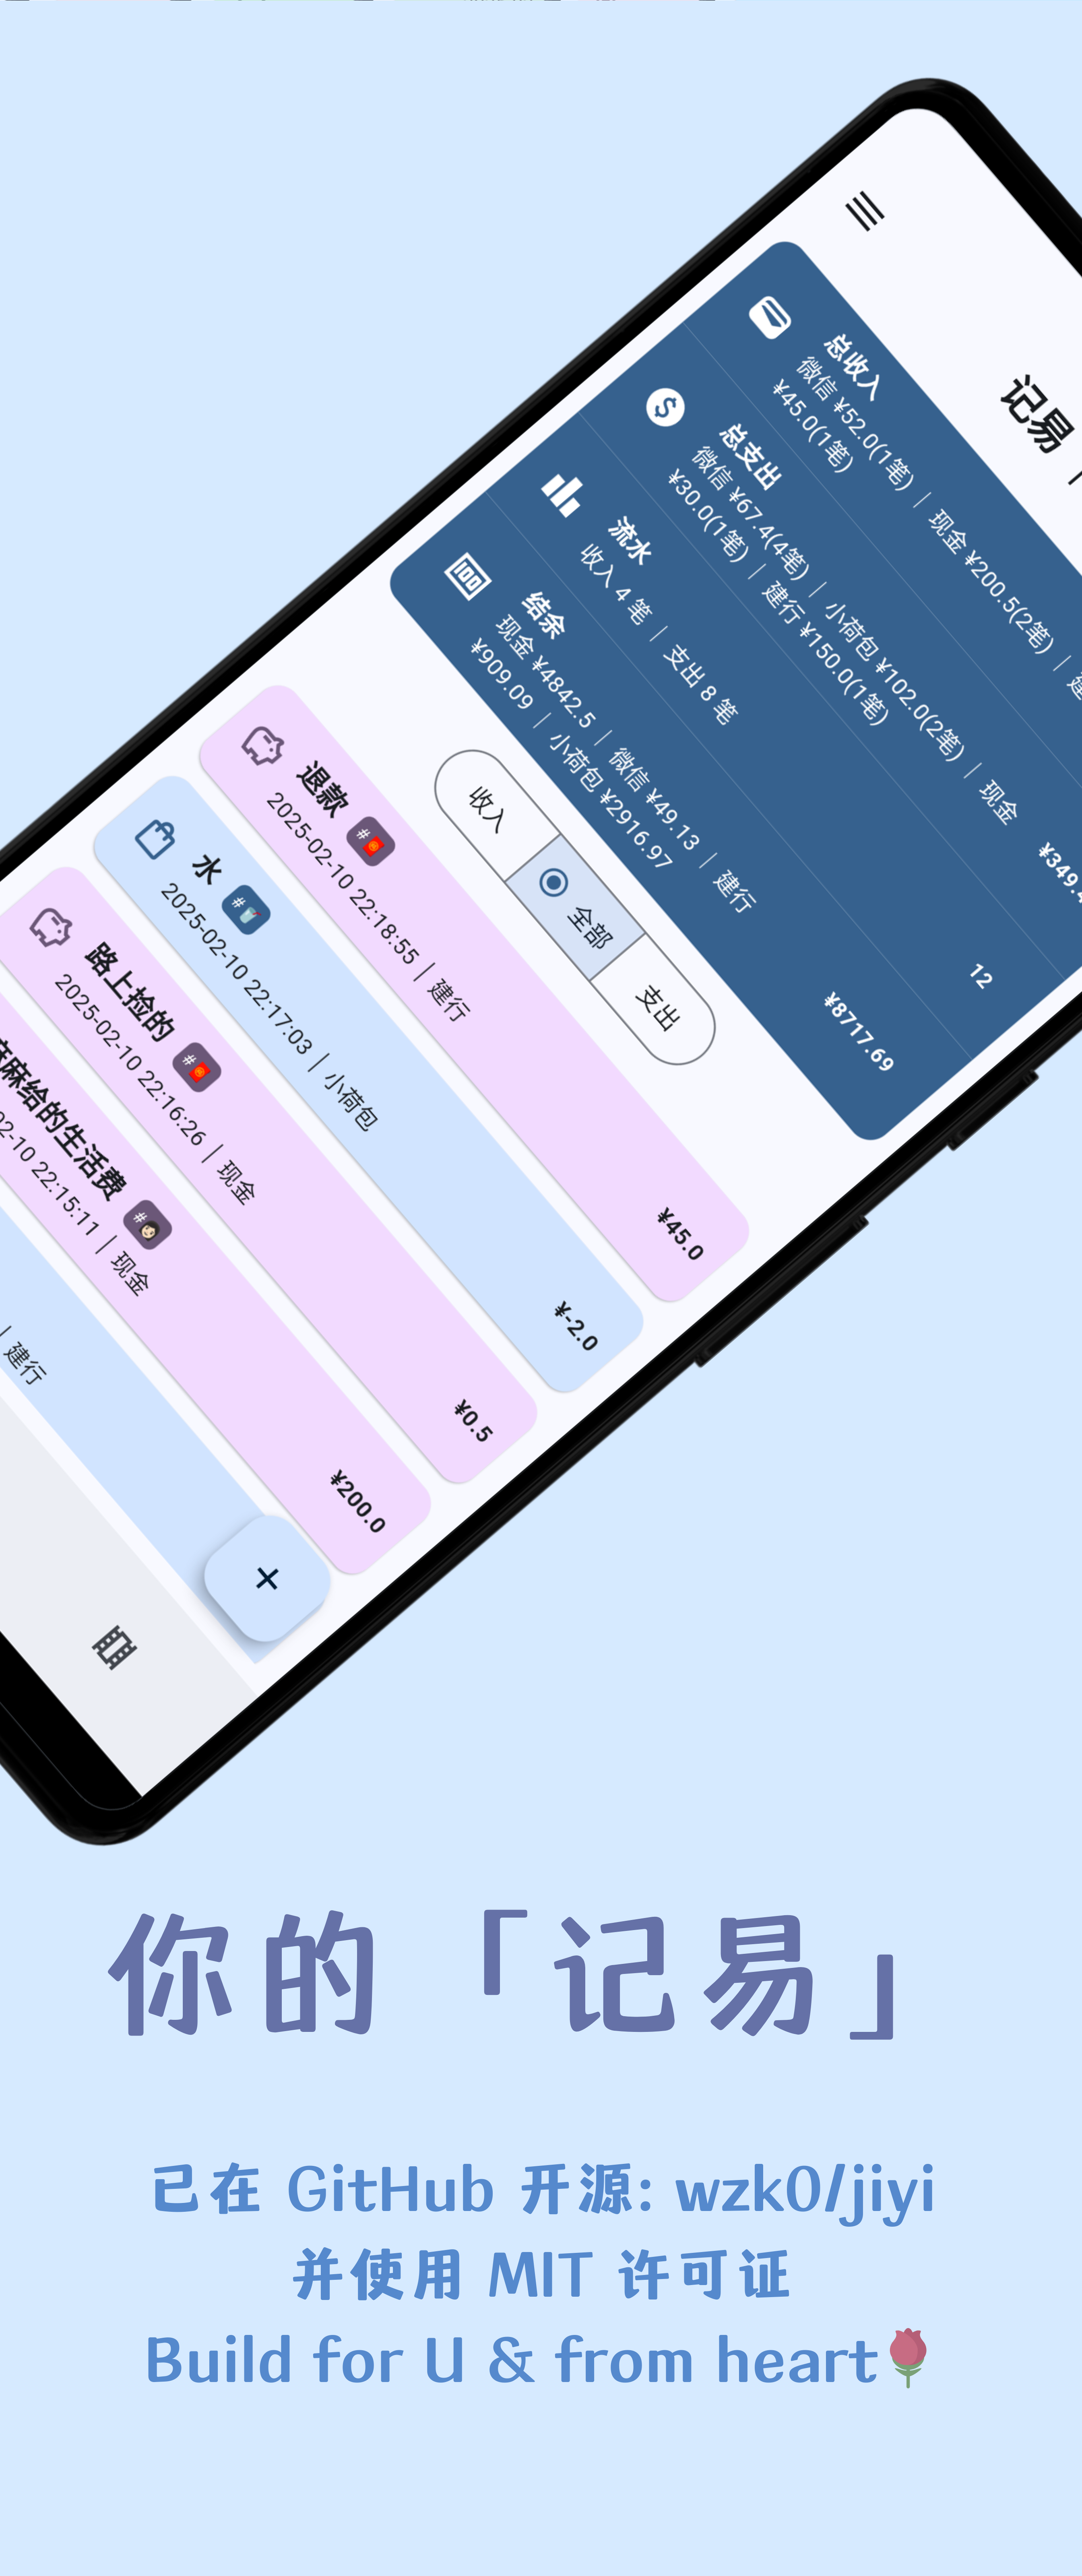 记易
总收入
微信 ¥52.0(1笔) | 现金 ¥200.5(2笔) |
¥45.0(1笔)
总支出
微信 ¥67.4(4笔) | 小荷包 ¥102.0(2笔) | 现金
¥30.0(1笔) | 建行 ¥150.0(1笔)
¥349.4
流水
收入 4 笔 | 支出 8 笔
12
结余
现金 ¥4842.5 | 微信 ¥49.13 | 建行
¥909.09 | 小荷包 ¥2916.97
¥8717.69
收入 全部 支出
退款 #🧧
2025-02-10 22:18:55 | 建行
¥45.0
水 #🥤
2025-02-10 22:17:03 | 小荷包
¥-2.0
路上捡的 #🧧
2025-02-10 22:16:26 | 现金
¥0.5
麻给的生活费 #👩🏻
02-10 22:15:11 | 现金
¥200.0
| 建行
+
你的「记易」
已在 GitHub 开源: wzk0/jiyi
并使用 MIT 许可证
Build for U & from heart🌹